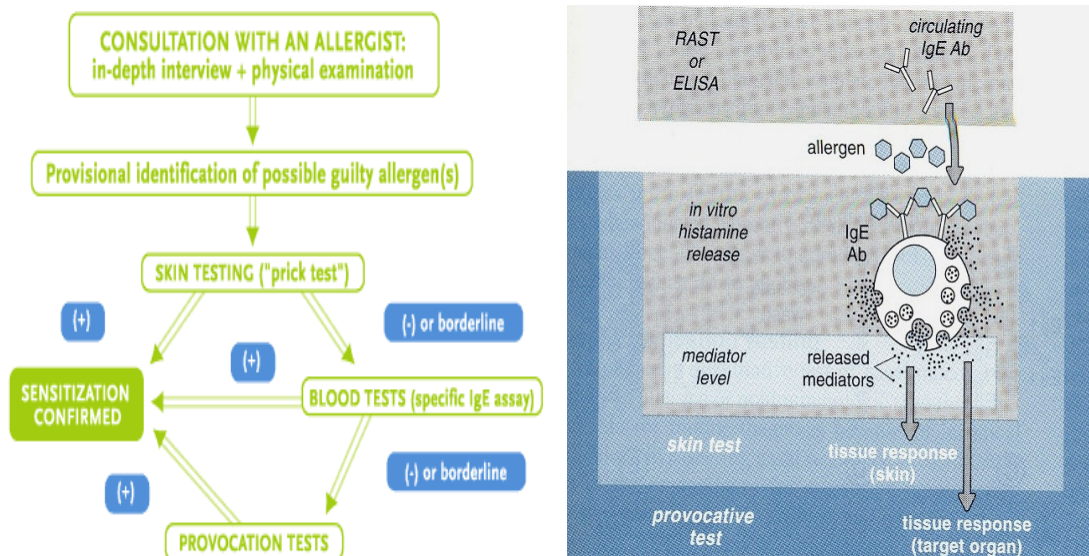 CONSULTATION WITH AN ALLERGIST:
in-depth interview + physical examination
Provisional identification of possible guilty allergen(s)
SKIN TESTING ("prick test")
(+)
(-) or borderline
(+)
SENSITIZATION
CONFIRMED
BLOOD TESTS (specific IgE assay)
(-) or borderline
(+)
PROVOCATION TESTS
RAST
or
ELISA
circulating
IgE Ab
allergen
in vitro
histamine
release
IgE
Ab
mediator
level
released
mediators
skin test
tissue response
(skin)
provocative
test
tissue response
(target organ)